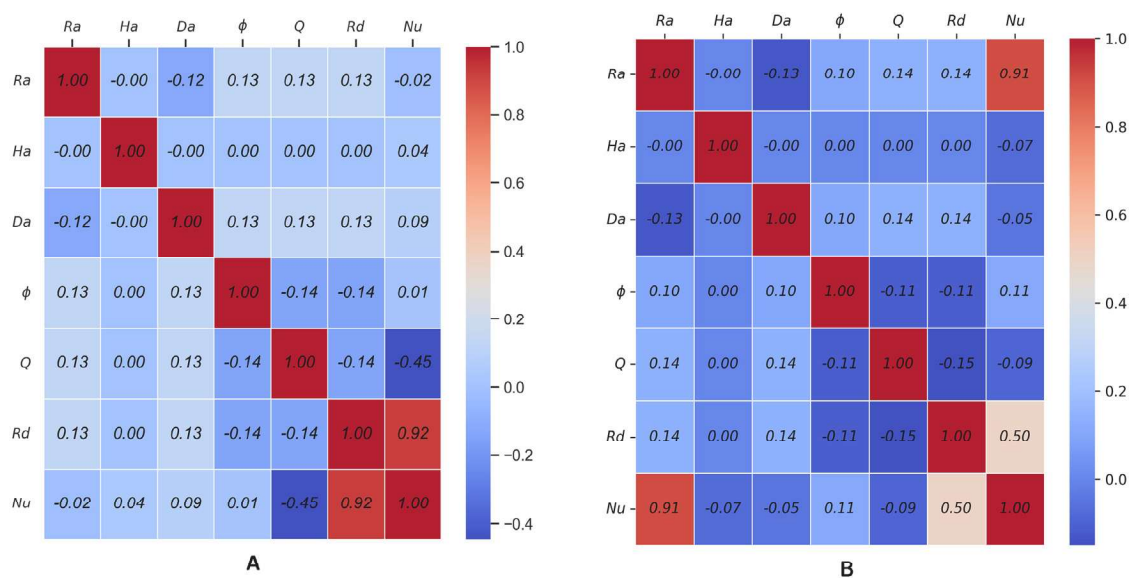 Ra Ha Da ϕ Q Rd Nu
Ra 1.00 -0.00 -0.12 0.13 0.13 0.13 -0.02
Ha -0.00 1.00 -0.00 0.00 0.00 0.00 0.04
Da -0.12 -0.00 1.00 0.13 0.13 0.13 0.09
ϕ 0.13 0.00 0.13 1.00 -0.14 -0.14 0.01
Q 0.13 0.00 0.13 -0.14 1.00 -0.14 -0.45
Rd 0.13 0.00 0.13 -0.14 -0.14 1.00 0.92
Nu -0.02 0.04 0.09 0.01 -0.45 0.92 1.00
1.0
0.8
0.6
0.4
0.2
0.0
−0.2
−0.4
A
Ra Ha Da ϕ Q Rd Nu
Ra 1.00 -0.00 -0.13 0.10 0.14 0.14 0.91
Ha -0.00 1.00 -0.00 0.00 0.00 0.00 -0.07
Da -0.13 -0.00 1.00 0.10 0.14 0.14 -0.05
ϕ 0.10 0.00 0.10 1.00 -0.11 -0.11 0.11
Q 0.14 0.00 0.14 -0.11 1.00 -0.15 -0.09
Rd 0.14 0.00 0.14 -0.11 -0.15 1.00 0.50
Nu 0.91 -0.07 -0.05 0.11 -0.09 0.50 1.00
1.0
0.8
0.6
0.4
0.2
0.0
B